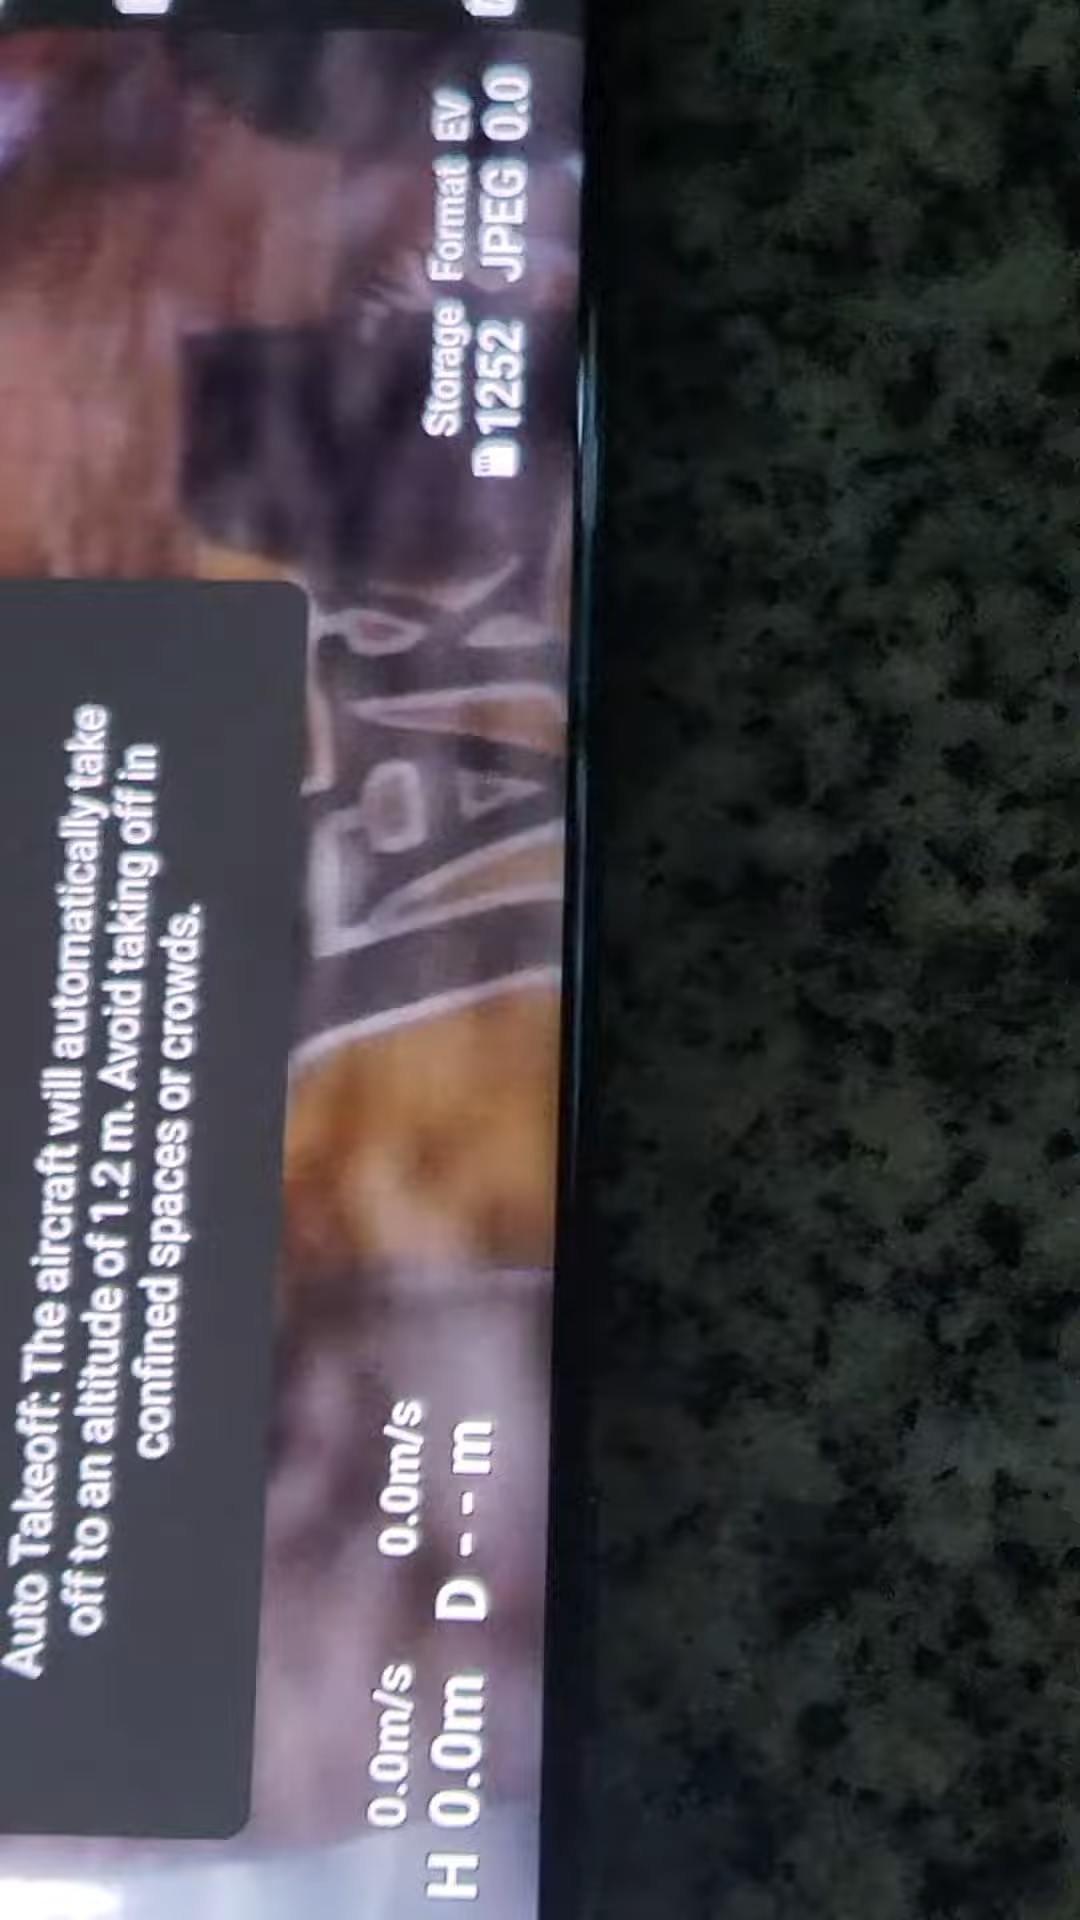 Auto Takeoff: The aircraft will automatically take
off to an altitude of 1.2 m. Avoid taking off in
confined spaces or crowds.
0.0m/s 0.0m/s
H 0.0m D - - m
Storage Format EV
1252 JPEG 0.0